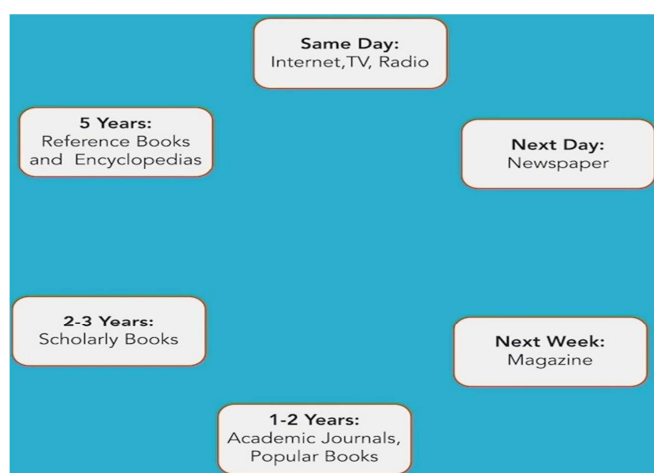 Same Day:
Internet,TV, Radio
Next Day:
Newspaper
Next Week:
Magazine
1-2 Years:
Academic Journals,
Popular Books
2-3 Years:
Scholarly Books
5 Years:
Reference Books
and Encyclopedias